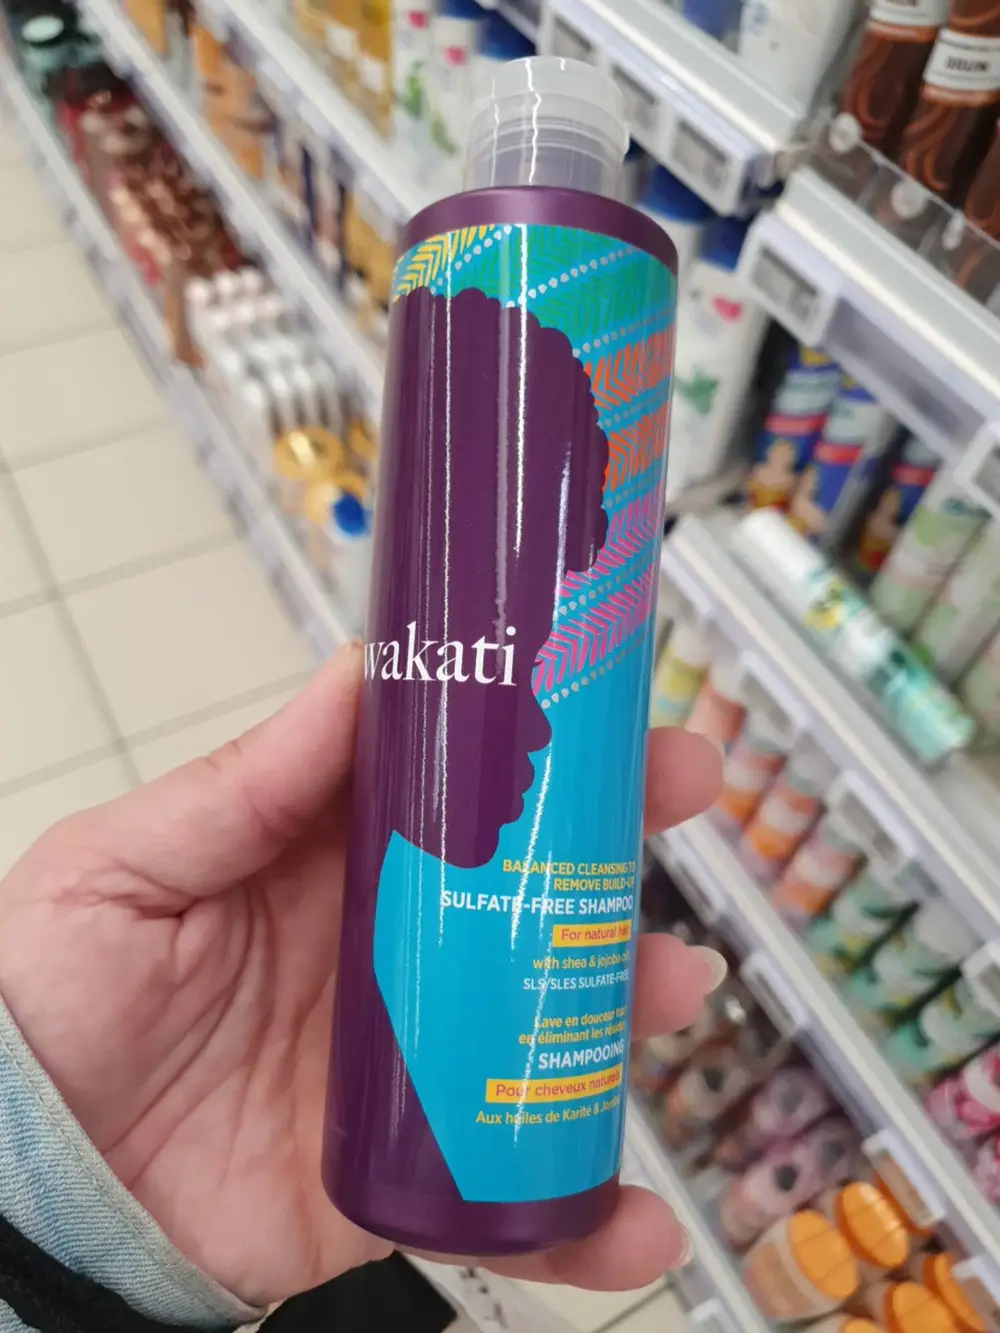 wakati
BALANCED CLEANSING TO
REMOVE BUILD-UP
SULFATE-FREE SHAMPOO
For natural hair
with shea & jojoba oil
SLS/SLES SULFATE-FREE
Lave en douceur tout
en éliminant les résidus
SHAMPOOING
Pour cheveux naturels
Aux huiles de Karité & Jojoba